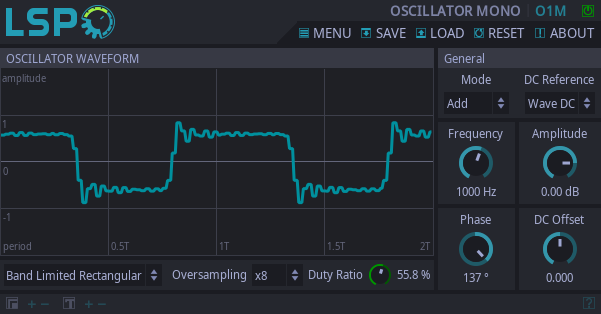 LSP
OSCILLATOR MONO O1M
MENU SAVE LOAD RESET ABOUT
OSCILLATOR WAVEFORM
amplitude
1
0
-1
period 0.5T 1T 1.5T 2T
General
Mode DC Reference
Add Wave DC
Frequency Amplitude
1000 Hz 0.00 dB
Phase DC Offset
137 ° 0.000
Band Limited Rectangular Oversampling x8 Duty Ratio 55.8 %
+ − T + − ?